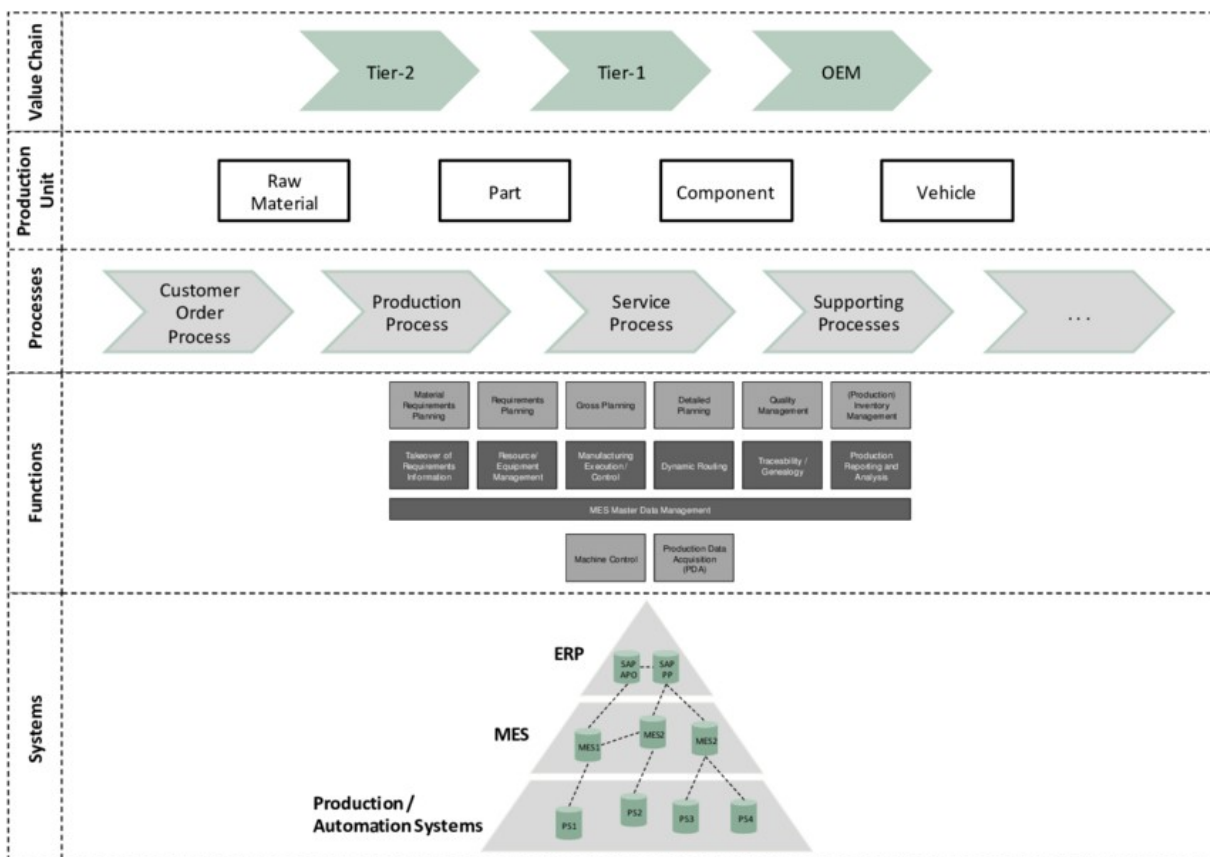 Value Chain
Tier-2
Tier-1
OEM
Production
Unit
Raw
Material
Part
Component
Vehicle
Processes
Customer
Order
Process
Production
Process
Service
Process
Supporting
Processes
...
Functions
Material
Requirements
Planning
Requirements
Planning
Gross Planning
Detailed
Planning
Quality
Management
(Production)
Inventory
Management
Takeover of
Requirements
Information
Resource/
Equipment
Management
Manufacturing
Execution /
Control
Dynamic Routing
Traceability /
Genealogy
Production
Reporting and
Analysis
MES Master Data Management
Machine Control
Production Data
Acquisition
(PDA)
Systems
ERP
SAP
APO
SAP
PP
MES
MES1
MES2
MES2
Production /
Automation Systems
PS1
PS2
PS3
PS4